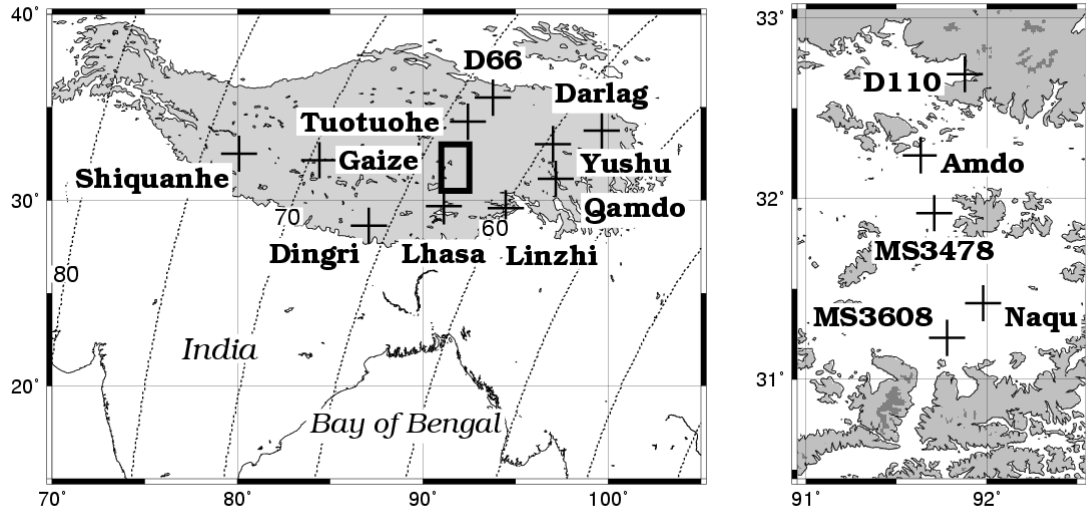 40°
D66
Darlag
Tuotuohe
Gaize
Yushu
Shiquanhe
30°
70
60
Qamdo
Dingri
Lhasa
Linzhi
80
India
20°
Bay of Bengal
70°
80°
90°
100°
33°
D110
Amdo
32°
MS3478
MS3608
Naqu
31°
91°
92°